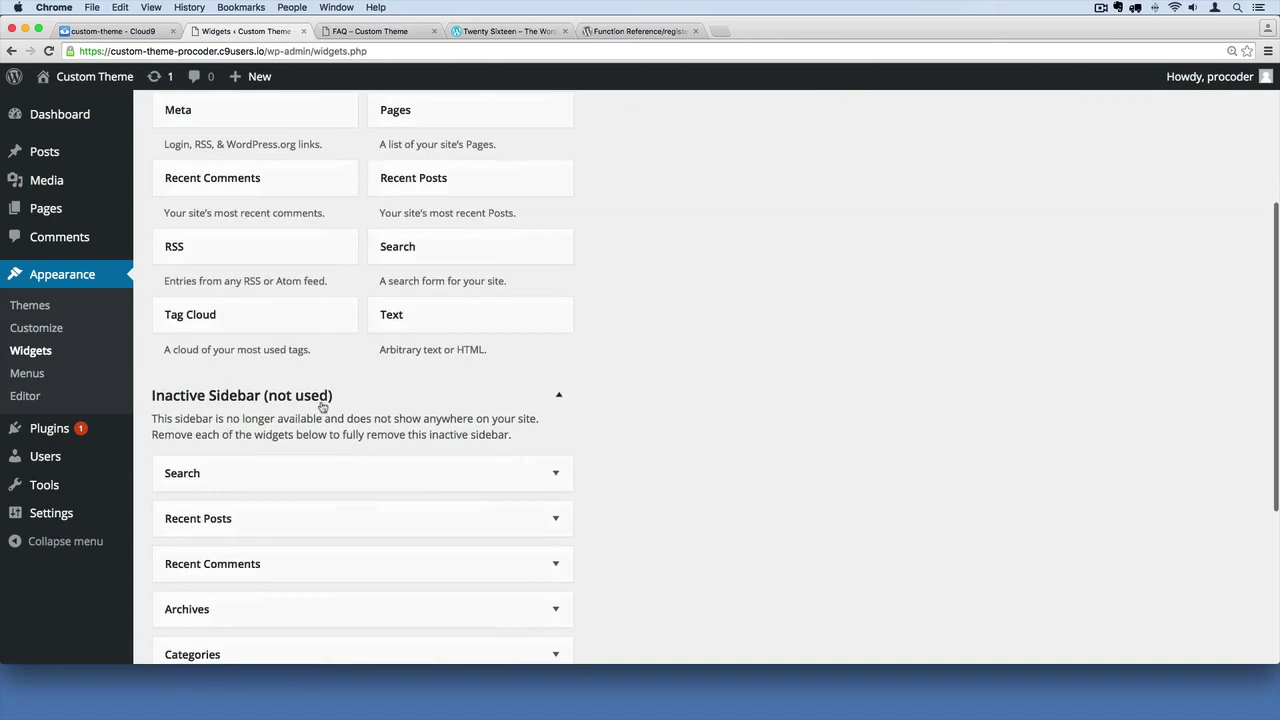 Chrome File Edit View History Bookmarks People Window Help
custom-theme - Cloud9 × Widgets ‹ Custom Theme × FAQ – Custom Theme × Twenty Sixteen – The Wor × Function Reference/regist ×
https://custom-theme-procoder.c9users.io/wp-admin/widgets.php
Custom Theme 1 0 + New Howdy, procoder
Dashboard
Posts
Media
Pages
Comments
Appearance
Themes
Customize
Widgets
Menus
Editor
Plugins 1
Users
Tools
Settings
Collapse menu
Meta Pages
Login, RSS, & WordPress.org links. A list of your site's Pages.
Recent Comments Recent Posts
Your site's most recent comments. Your site's most recent Posts.
RSS Search
Entries from any RSS or Atom feed. A search form for your site.
Tag Cloud Text
A cloud of your most used tags. Arbitrary text or HTML.
Inactive Sidebar (not used)
This sidebar is no longer available and does not show anywhere on your site.
Remove each of the widgets below to fully remove this inactive sidebar.
Search
Recent Posts
Recent Comments
Archives
Categories